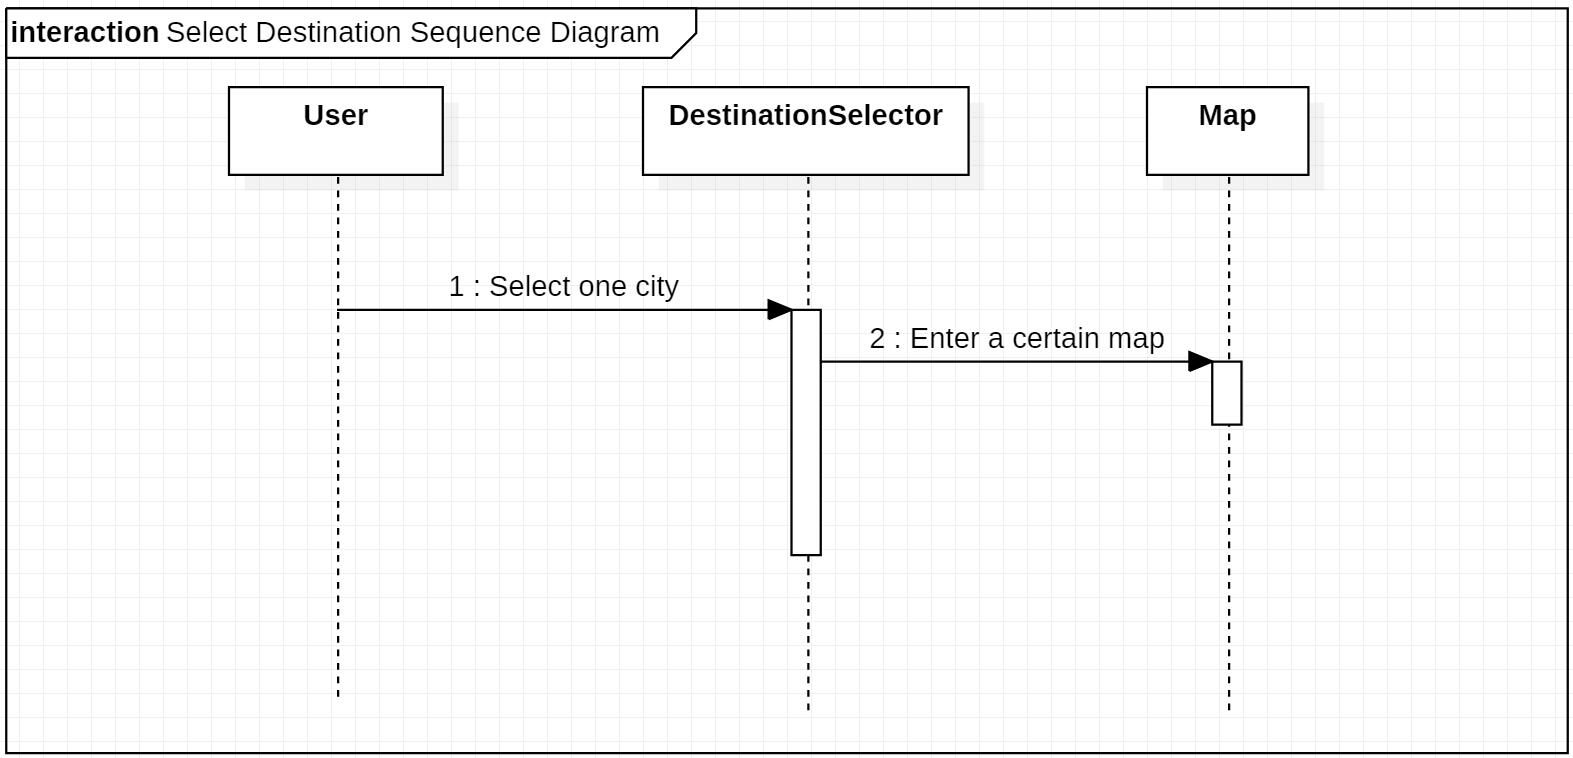 interaction Select Destination Sequence Diagram
User
DestinationSelector
Map
1 : Select one city
2 : Enter a certain map